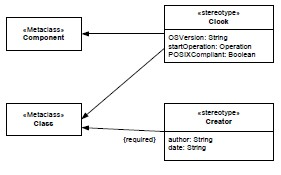 «Metaclass»
Component
«stereotype»
Clock
OSVersion: String
startOperation: Operation
POSIXCompliant: Boolean
«Metaclass»
Class
{required}
«stereotype»
Creator
author: String
date: String